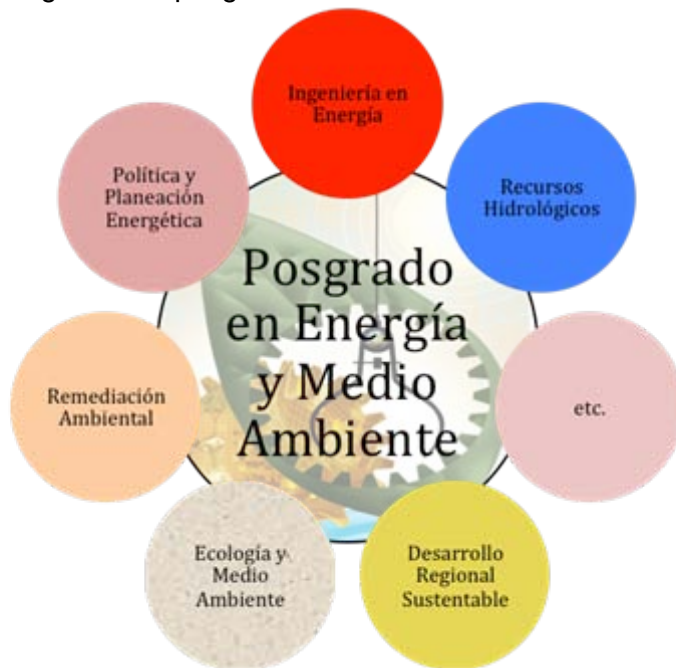 Ingeniería en
Energía
Política y
Planeación
Energética
Recursos
Hidrológicos
Posgrado
en Energía
y Medio
Ambiente
Remediación
Ambiental
etc.
Ecología y
Medio
Ambiente
Desarrollo
Regional
Sustentable